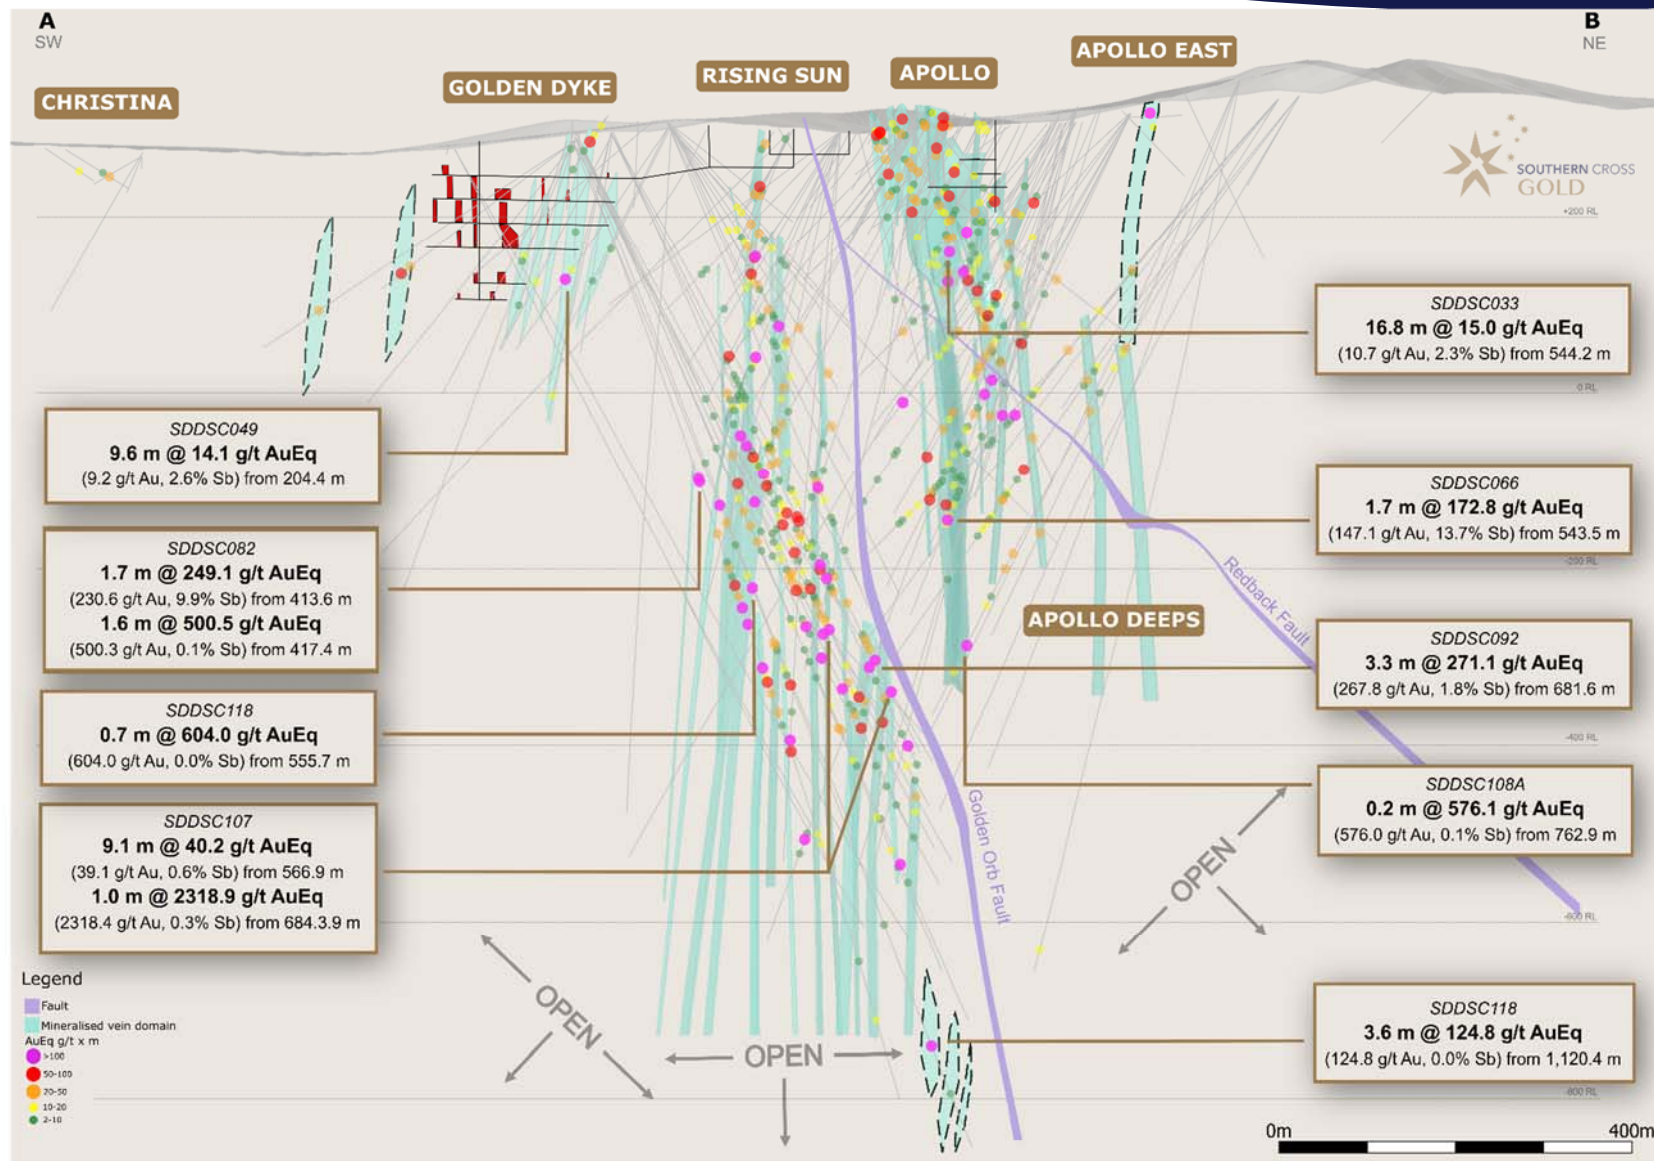 A
SW
B
NE
CHRISTINA
GOLDEN DYKE
RISING SUN
APOLLO
APOLLO EAST
SOUTHERN CROSS
GOLD
+200 RL
0 RL
-200 RL
-400 RL
-600 RL
-800 RL
SDDSC049
9.6 m @ 14.1 g/t AuEq
(9.2 g/t Au, 2.6% Sb) from 204.4 m
SDDSC082
1.7 m @ 249.1 g/t AuEq
(230.6 g/t Au, 9.9% Sb) from 413.6 m
1.6 m @ 500.5 g/t AuEq
(500.3 g/t Au, 0.1% Sb) from 417.4 m
SDDSC118
0.7 m @ 604.0 g/t AuEq
(604.0 g/t Au, 0.0% Sb) from 555.7 m
SDDSC107
9.1 m @ 40.2 g/t AuEq
(39.1 g/t Au, 0.6% Sb) from 566.9 m
1.0 m @ 2318.9 g/t AuEq
(2318.4 g/t Au, 0.3% Sb) from 684.3.9 m
SDDSC033
16.8 m @ 15.0 g/t AuEq
(10.7 g/t Au, 2.3% Sb) from 544.2 m
SDDSC066
1.7 m @ 172.8 g/t AuEq
(147.1 g/t Au, 13.7% Sb) from 543.5 m
APOLLO DEEPS
Redback Fault
SDDSC092
3.3 m @ 271.1 g/t AuEq
(267.8 g/t Au, 1.8% Sb) from 681.6 m
SDDSC108A
0.2 m @ 576.1 g/t AuEq
(576.0 g/t Au, 0.1% Sb) from 762.9 m
Golden Orb Fault
OPEN
OPEN
OPEN
SDDSC118
3.6 m @ 124.8 g/t AuEq
(124.8 g/t Au, 0.0% Sb) from 1,120.4 m
Legend
Fault
Mineralised vein domain
AuEq g/t x m
>100
50-100
20-50
10-20
2-10
0m
400m